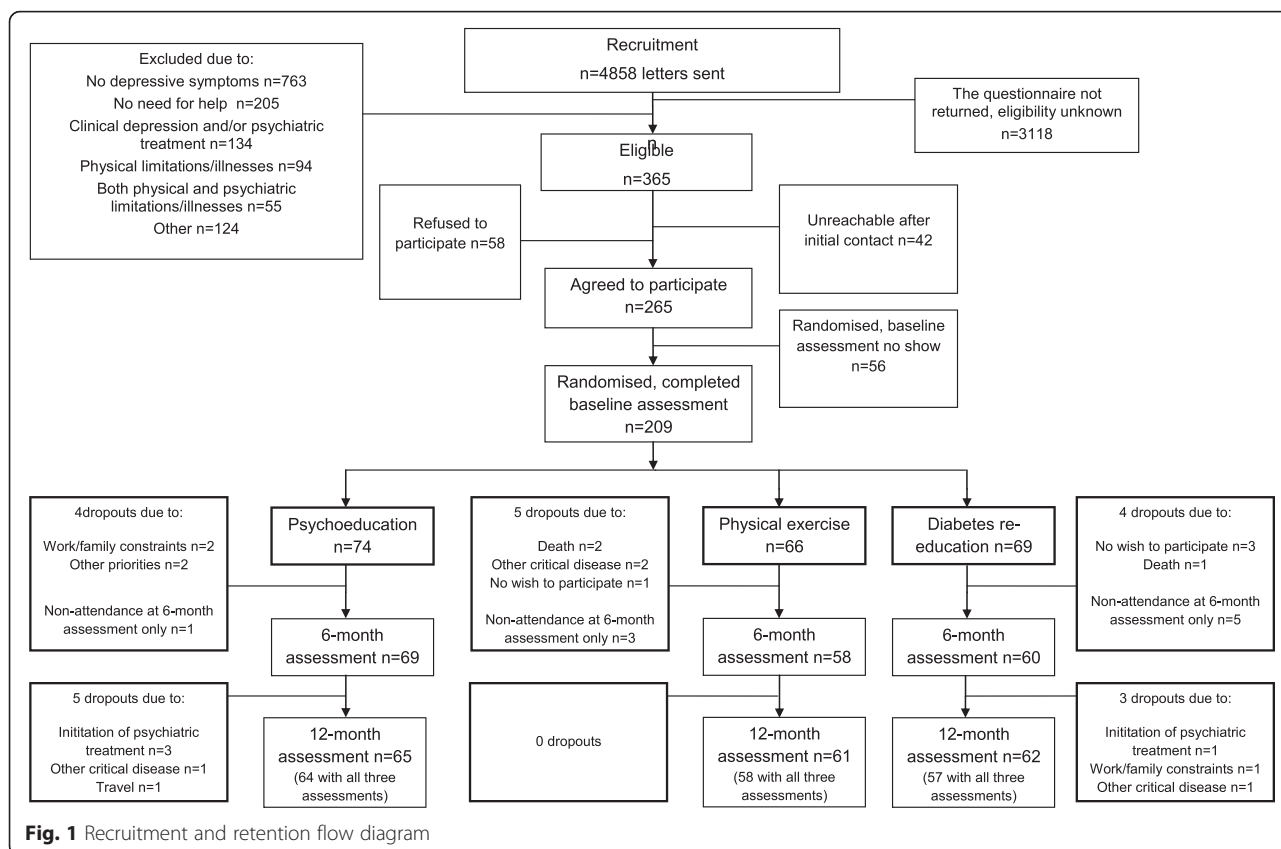 Recruitment
n=4858 letters sent
Excluded due to:
No depressive symptoms n=763
No need for help n=205
Clinical depression and/or psychiatric
treatment n=134
Physical limitations/illnesses n=94
Both physical and psychiatric
limitations/illnesses n=55
Other n=124
The questionnaire not
returned, eligibility unknown
n=3118
n
Eligible
n=365
Refused to
participate n=58
Unreachable after
initial contact n=42
Agreed to participate
n=265
Randomised, baseline
assessment no show
n=56
Randomised, completed
baseline assessment
n=209
4dropouts due to:
Work/family constraints n=2
Other priorities n=2
Non-attendance at 6-month
assessment only n=1
Psychoeducation
n=74
5 dropouts due to:
Death n=2
Other critical disease n=2
No wish to participate n=1
Non-attendance at 6-month
assessment only n=3
Physical exercise
n=66
Diabetes re-
education n=69
4 dropouts due to:
No wish to participate n=3
Death n=1
Non-attendance at 6-month
assessment only n=5
6-month
assessment n=69
6-month
assessment n=58
6-month
assessment n=60
5 dropouts due to:
Inititation of psychiatric
treatment n=3
Other critical disease n=1
Travel n=1
12-month
assessment n=65
(64 with all three
assessments)
0 dropouts
12-month
assessment n=61
(58 with all three
assessments)
12-month
assessment n=62
(57 with all three
assessments)
3 dropouts due to:
Inititation of psychiatric
treatment n=1
Work/family constraints n=1
Other critical disease n=1
Fig. 1 Recruitment and retention flow diagram